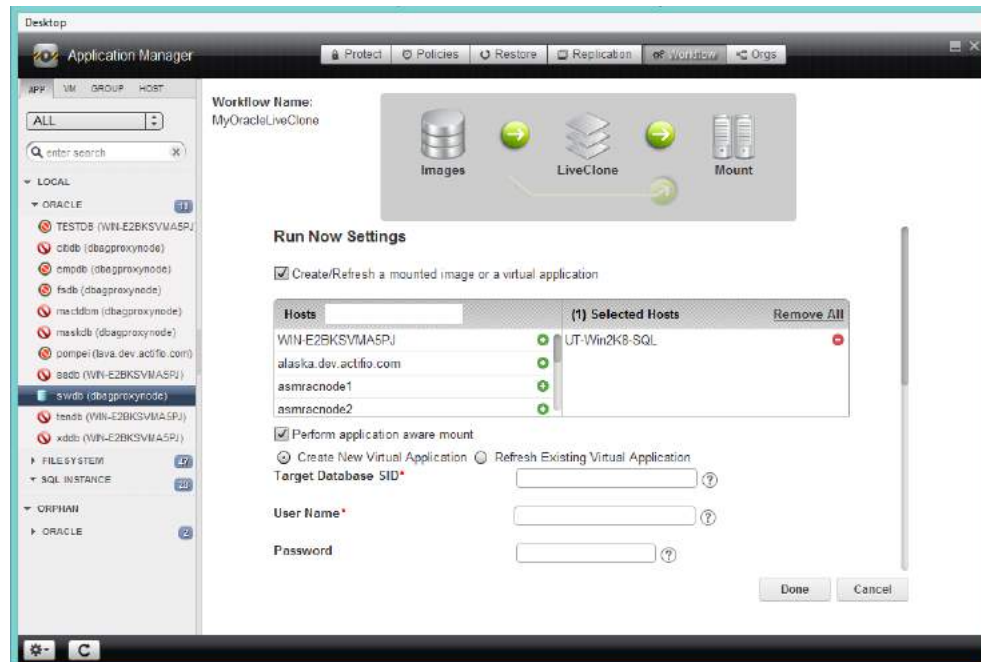 Desktop
Application Manager
Protect Policies Restore Replication Workflow Orgs
APP VM GROUP HOST
ALL
enter search
LOCAL
ORACLE 11
TESTDB (WIN-E2BKSVMA5PJ
(dbagproxynode)
empdb (dbagproxynode)
fsdb (dbagproxynode)
(dbagproxynode)
maskdb (dbagproxynode)
pompei (lava.dev.actifio.com)
(WIN-E2BKSVMA5PJ)
swdb (dbagproxynode)
tendb (WIN-E2BKSVMA5PJ)
xddb (WIN-E2BKSVMA5PJ)
FILESYSTEM
SQL INSTANCE
ORPHAN
ORACLE 2
Workflow Name:
MyOracleLiveClone
Images LiveClone Mount
Run Now Settings
Create/Refresh a mounted image or a virtual application
Hosts (1) Selected Hosts Remove All
WIN-E2BKSVMA5PJ UT-Win2K8-SQL
alaska.dev.actifio.com
asmracnode1
asmracnode2
Perform application aware mount
Create New Virtual Application Refresh Existing Virtual Application
Target Database SID* ?
User Name* ?
Password ?
Done Cancel